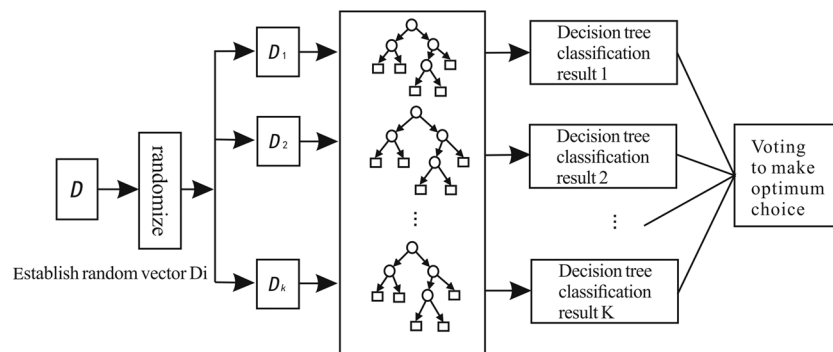 D
randomize
Establish random vector Di
D1
D2
Dk
...
Decision tree
classification
result 1
Decision tree
classification
result 2
...
Decision tree
classification
result K
Voting
to make
optimum
choice